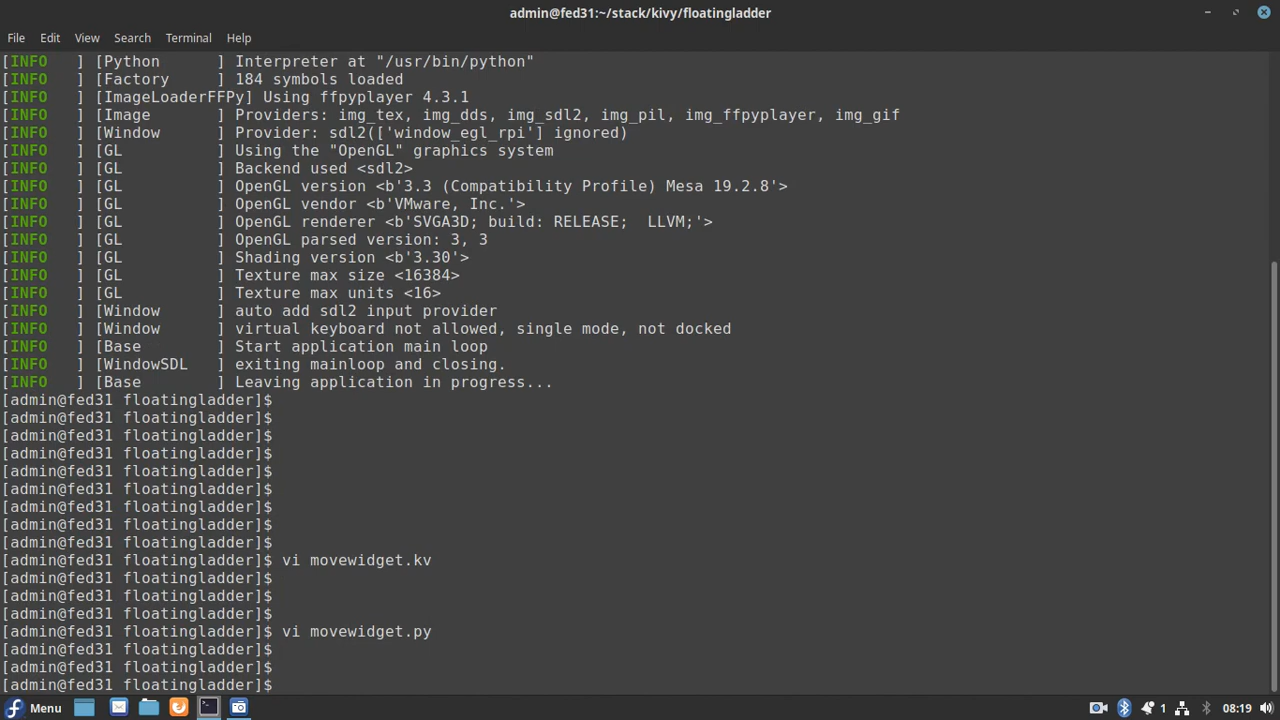 admin@fed31:~/stack/kivy/floatingladder
File Edit View Search Terminal Help
[INFO   ] [Python      ] Interpreter at "/usr/bin/python"
[INFO   ] [Factory     ] 184 symbols loaded
[INFO   ] [ImageLoaderFFPy] Using ffpyplayer 4.3.1
[INFO   ] [Image       ] Providers: img_tex, img_dds, img_sdl2, img_pil, img_ffpyplayer, img_gif
[INFO   ] [Window      ] Provider: sdl2(['window_egl_rpi'] ignored)
[INFO   ] [GL          ] Using the "OpenGL" graphics system
[INFO   ] [GL          ] Backend used <sdl2>
[INFO   ] [GL          ] OpenGL version <b'3.3 (Compatibility Profile) Mesa 19.2.8'>
[INFO   ] [GL          ] OpenGL vendor <b'VMware, Inc.'>
[INFO   ] [GL          ] OpenGL renderer <b'SVGA3D; build: RELEASE;  LLVM;'>
[INFO   ] [GL          ] OpenGL parsed version: 3, 3
[INFO   ] [GL          ] Shading version <b'3.30'>
[INFO   ] [GL          ] Texture max size <16384>
[INFO   ] [GL          ] Texture max units <16>
[INFO   ] [Window      ] auto add sdl2 input provider
[INFO   ] [Window      ] virtual keyboard not allowed, single mode, not docked
[INFO   ] [Base        ] Start application main loop
[INFO   ] [WindowSDL   ] exiting mainloop and closing.
[INFO   ] [Base        ] Leaving application in progress...
[admin@fed31 floatingladder]$
[admin@fed31 floatingladder]$
[admin@fed31 floatingladder]$
[admin@fed31 floatingladder]$
[admin@fed31 floatingladder]$
[admin@fed31 floatingladder]$
[admin@fed31 floatingladder]$
[admin@fed31 floatingladder]$
[admin@fed31 floatingladder]$
[admin@fed31 floatingladder]$ vi movewidget.kv
[admin@fed31 floatingladder]$
[admin@fed31 floatingladder]$
[admin@fed31 floatingladder]$
[admin@fed31 floatingladder]$ vi movewidget.py
[admin@fed31 floatingladder]$
[admin@fed31 floatingladder]$
[admin@fed31 floatingladder]$
Menu 1 08:19